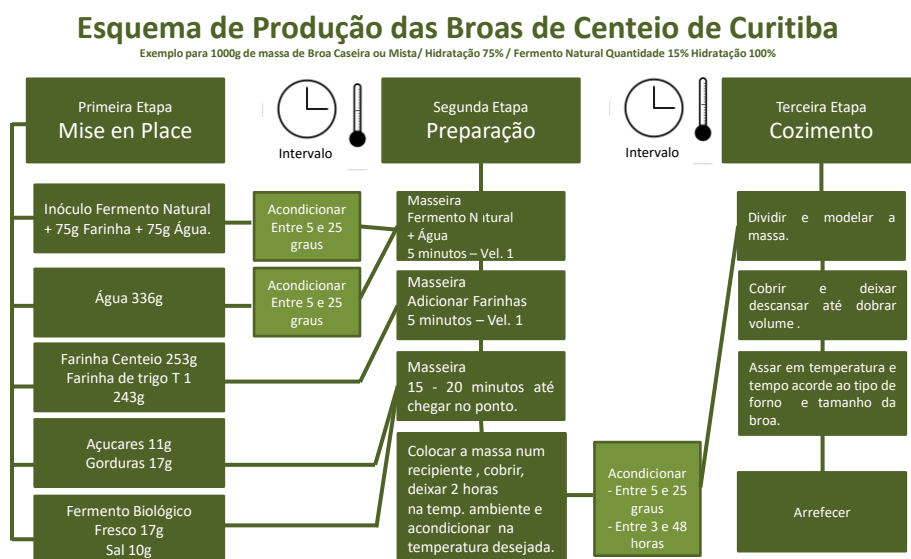 Esquema de Produção das Broas de Centeio de Curitiba
Exemplo para 1000g de massa de Broa Caseira ou Mista/ Hidratação 75% / Fermento Natural Quantidade 15% Hidratação 100%
Primeira Etapa
Mise en Place
Intervalo
Segunda Etapa
Preparação
Intervalo
Terceira Etapa
Cozimento
Inóculo Fermento Natural
+ 75g Farinha + 75g Água.
Acondicionar
Entre 5 e 25
graus
Masseira
Fermento Natural
+ Água
5 minutos – Vel. 1
Dividir e modelar a
massa.
Água 336g
Acondicionar
Entre 5 e 25
graus
Masseira
Adicionar Farinhas
5 minutos – Vel. 1
Cobrir e deixar
descansar até dobrar
volume .
Farinha Centeio 253g
Farinha de trigo T 1
243g
Masseira
15 - 20 minutos até
chegar no ponto.
Assar em temperatura e
tempo acorde ao tipo de
forno e tamanho da
broa.
Açucares 11g
Gorduras 17g
Colocar a massa num
recipiente , cobrir,
deixar 2 horas
na temp. ambiente e
acondicionar na
temperatura desejada.
Acondicionar
- Entre 5 e 25
graus
- Entre 3 e 48
horas
Arrefecer
Fermento Biológico
Fresco 17g
Sal 10g